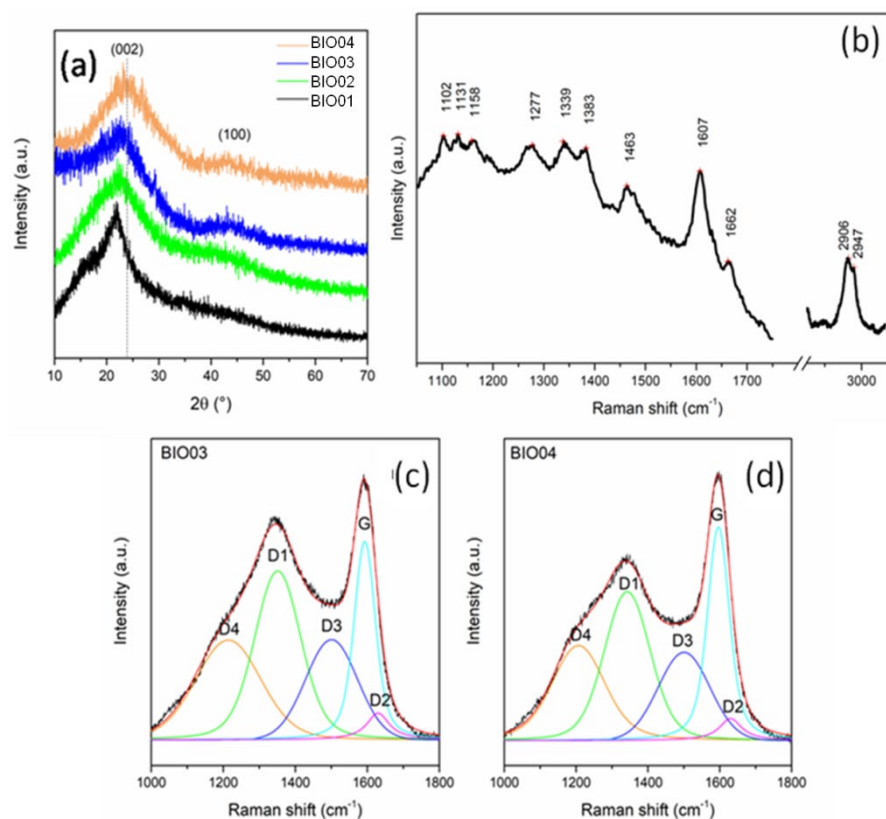 (a)
(002)
(100)
BIO04
BIO03
BIO02
BIO01
Intensity (a.u.)
10 20 30 40 50 60 70
2θ (°)
(b)
1102
1131
1158
1277
1339
1383
1463
1607
1662
2906
2947
Intensity (a.u.)
1100 1200 1300 1400 1500 1600 1700 3000
Raman shift (cm-1)
BIO03
(c)
D4
D1
D3
G
D2
Intensity (a.u.)
1000 1200 1400 1600 1800
Raman shift (cm-1)
BIO04
(d)
D4
D1
D3
G
D2
Intensity (a.u.)
1000 1200 1400 1600 1800
Raman shift (cm-1)